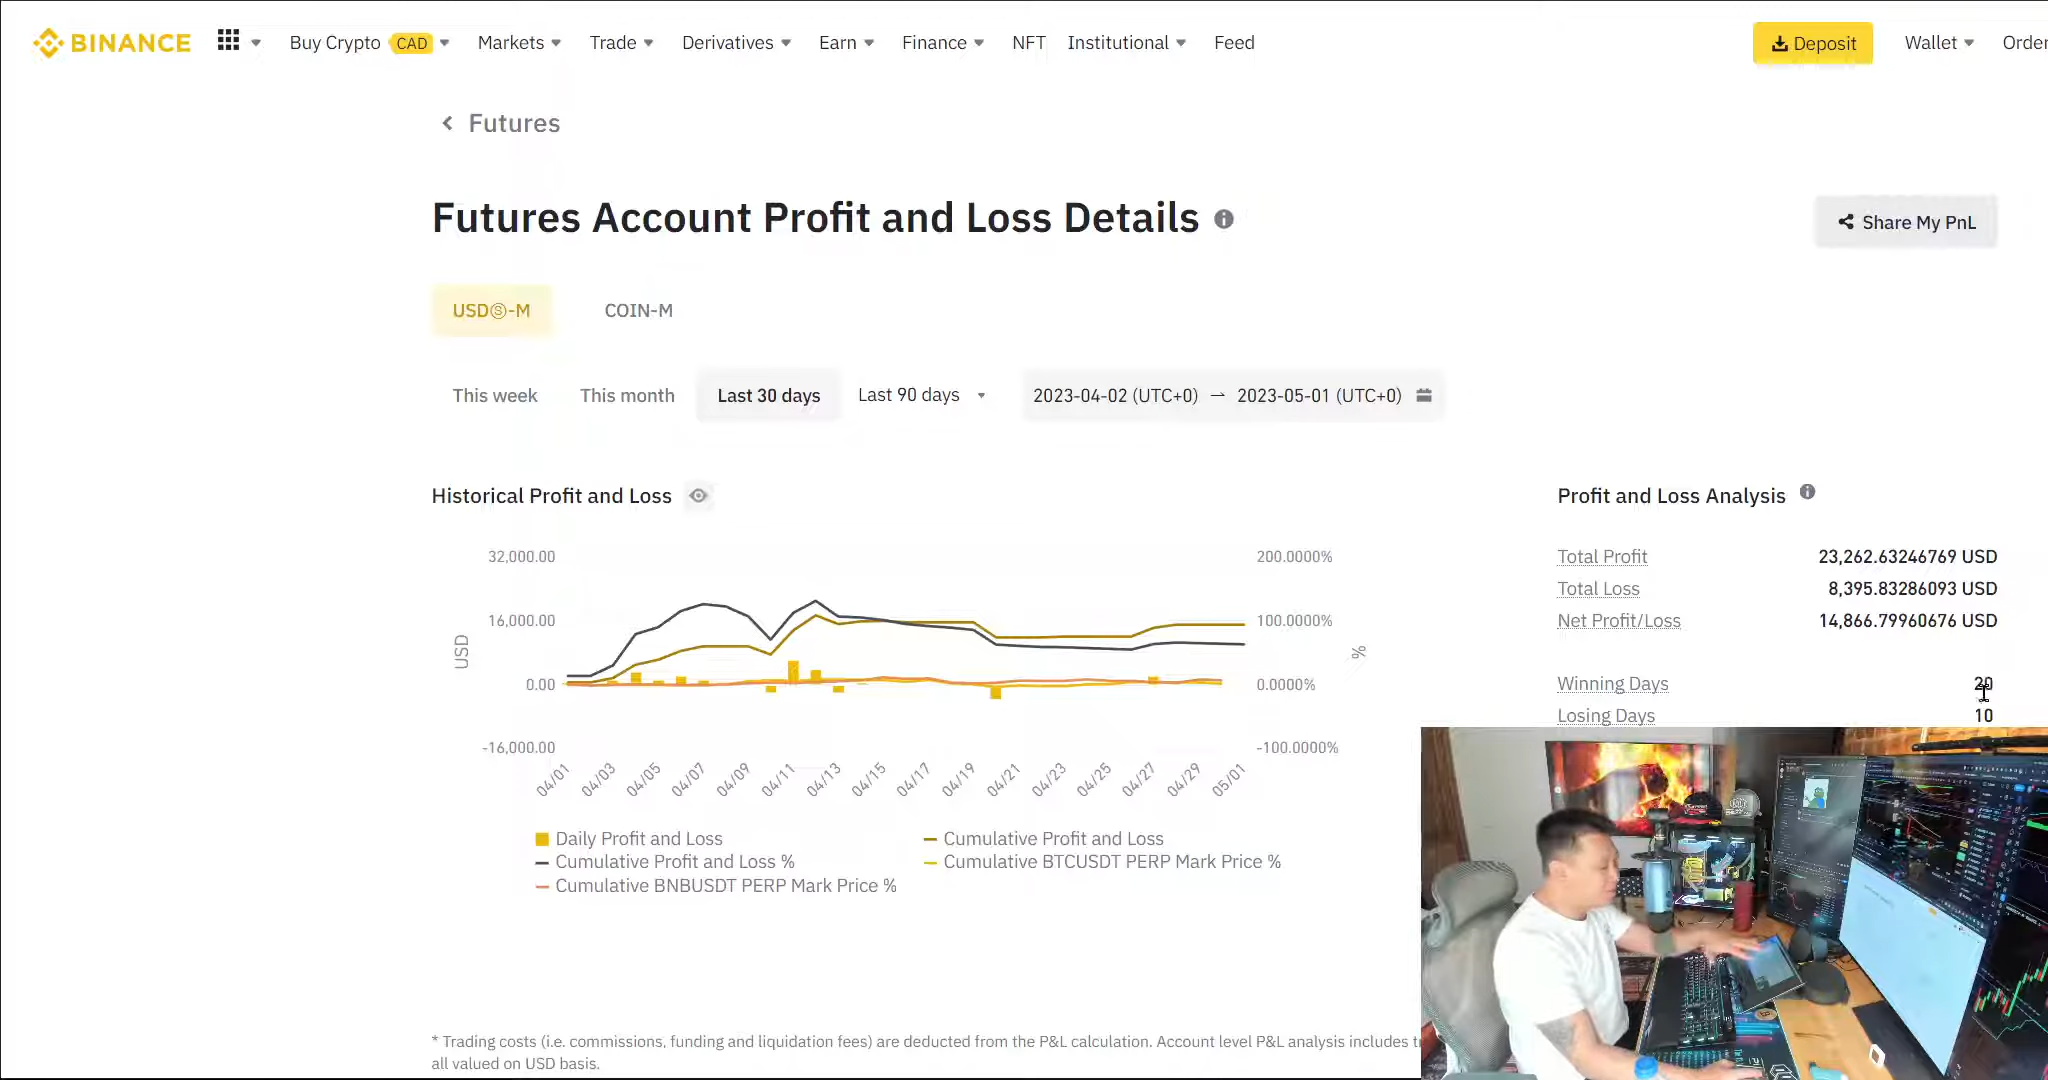 BINANCE
Buy Crypto CAD Markets Trade Derivatives Earn Finance NFT Institutional Feed Deposit Wallet
Futures
Futures Account Profit and Loss Details
Share My PnL
USDⓈ-M COIN-M
This week This month Last 30 days Last 90 days 2023-04-02 (UTC+0) → 2023-05-01 (UTC+0)
Historical Profit and Loss
Profit and Loss Analysis
Total Profit 23,262.63246769 USD
Total Loss 8,395.83286093 USD
Net Profit/Loss 14,866.79960676 USD
Winning Days 20
Losing Days 10
32,000.00 200.0000%
16,000.00 100.0000%
USD
%
0.00 0.0000%
-16,000.00 -100.0000%
04/01 04/03 04/05 04/07 04/09 04/11 04/13 04/15 04/17 04/19 04/21 04/23 04/25 04/27 04/29 05/01
Daily Profit and Loss Cumulative Profit and Loss
Cumulative Profit and Loss % Cumulative BTCUSDT PERP Mark Price %
Cumulative BNBUSDT PERP Mark Price %
* Trading costs (i.e. commissions, funding and liquidation fees) are deducted from the P&L calculation. Account level P&L analysis includes
all valued on USD basis.